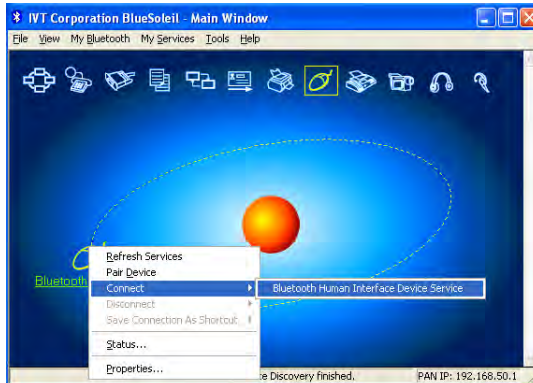 IVT Corporation BlueSoleil - Main Window
File View My Bluetooth My Services Tools Help
Refresh Services
Pair Device
Bluetooth
Connect
Bluetooth Human Interface Device Service
Disconnect
Save Connection As Shortcut
Status...
Properties...
Discovery finished.
PAN IP: 192.168.50.1